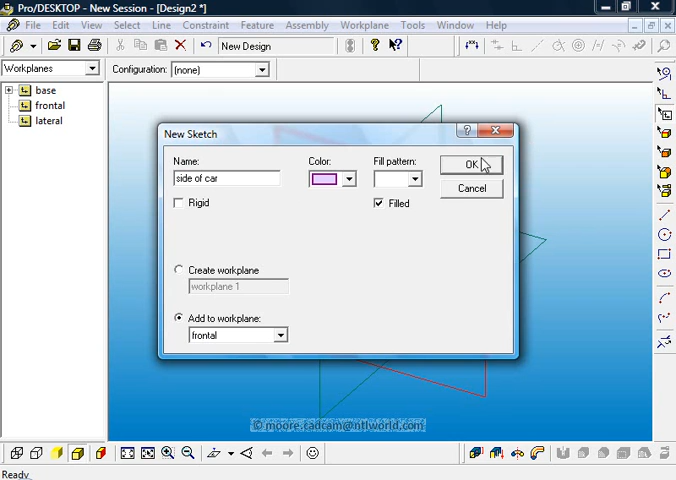 Pro/DESKTOP - New Session - [Design2 *]
File Edit View Select Line Constraint Feature Assembly Workplane Tools Window Help
New Design
Workplanes
Configuration: (none)
base
frontal
lateral
New Sketch
Name:
Color:
Fill pattern:
OK
side of car
Cancel
Rigid
Filled
Create workplane
workplane 1
Add to workplane:
frontal
© moore.cadcam@ntlworld.com
Ready